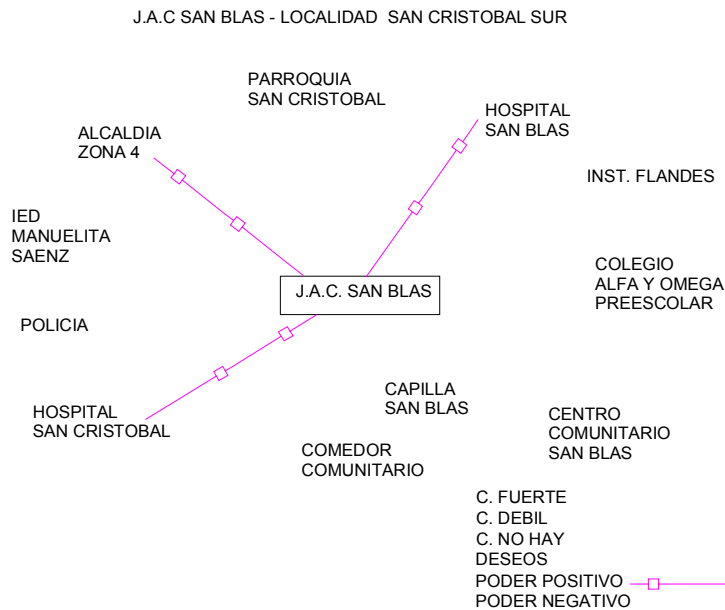 J.A.C SAN BLAS - LOCALIDAD SAN CRISTOBAL SUR
PARROQUIA
SAN CRISTOBAL
HOSPITAL
SAN BLAS
ALCALDIA
ZONA 4
INST. FLANDES
IED
MANUELITA
SAENZ
COLEGIO
ALFA Y OMEGA
PREESCOLAR
J.A.C. SAN BLAS
POLICIA
HOSPITAL
SAN CRISTOBAL
CAPILLA
SAN BLAS
CENTRO
COMUNITARIO
SAN BLAS
COMEDOR
COMUNITARIO
C. FUERTE
C. DEBIL
C. NO HAY
DESEOS
PODER POSITIVO
PODER NEGATIVO